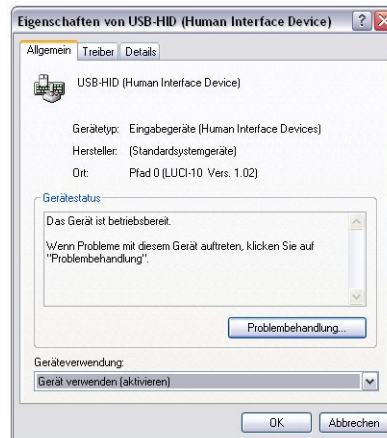 Eigenschaften von USB-HID (Human Interface Device)
Allgemein Treiber Details
USB-HID (Human Interface Device)
Gerätetyp: Eingabegeräte (Human Interface Devices)
Hersteller: (Standardsystemgeräte)
Ort: Pfad 0 (LUCI-10 Vers. 1.02)
Gerätestatus
Das Gerät ist betriebsbereit.
Wenn Probleme mit diesem Gerät auftreten, klicken Sie auf
"Problembehandlung".
Problembehandlung...
Geräteverwendung:
Gerät verwenden (aktivieren)
OK Abbrechen